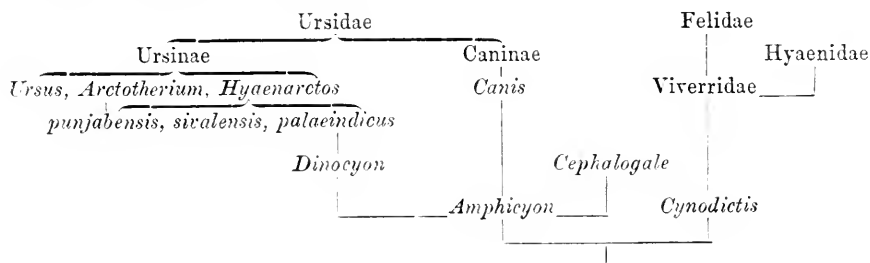 Ursidae Felidae
Ursinae Caninae Hyaenidae
Ursus, Arctotherium, Hyaenarctos Canis Viverridae
punjabensis, sivalensis, palaeindicus
Dinocyon Cephalogale
Amphicyon Cynodictis